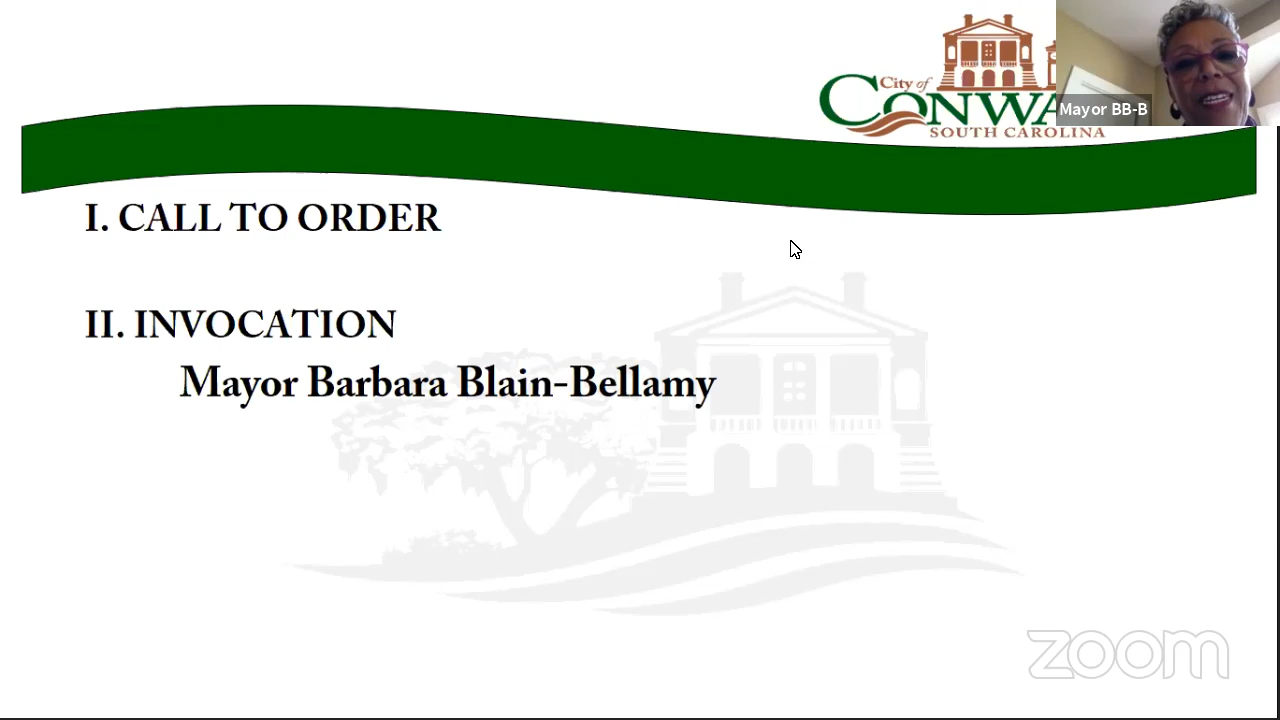 City of
CONWA
SOUTH CAROLINA
Mayor BB-B
I. CALL TO ORDER
II. INVOCATION
Mayor Barbara Blain-Bellamy
zoom